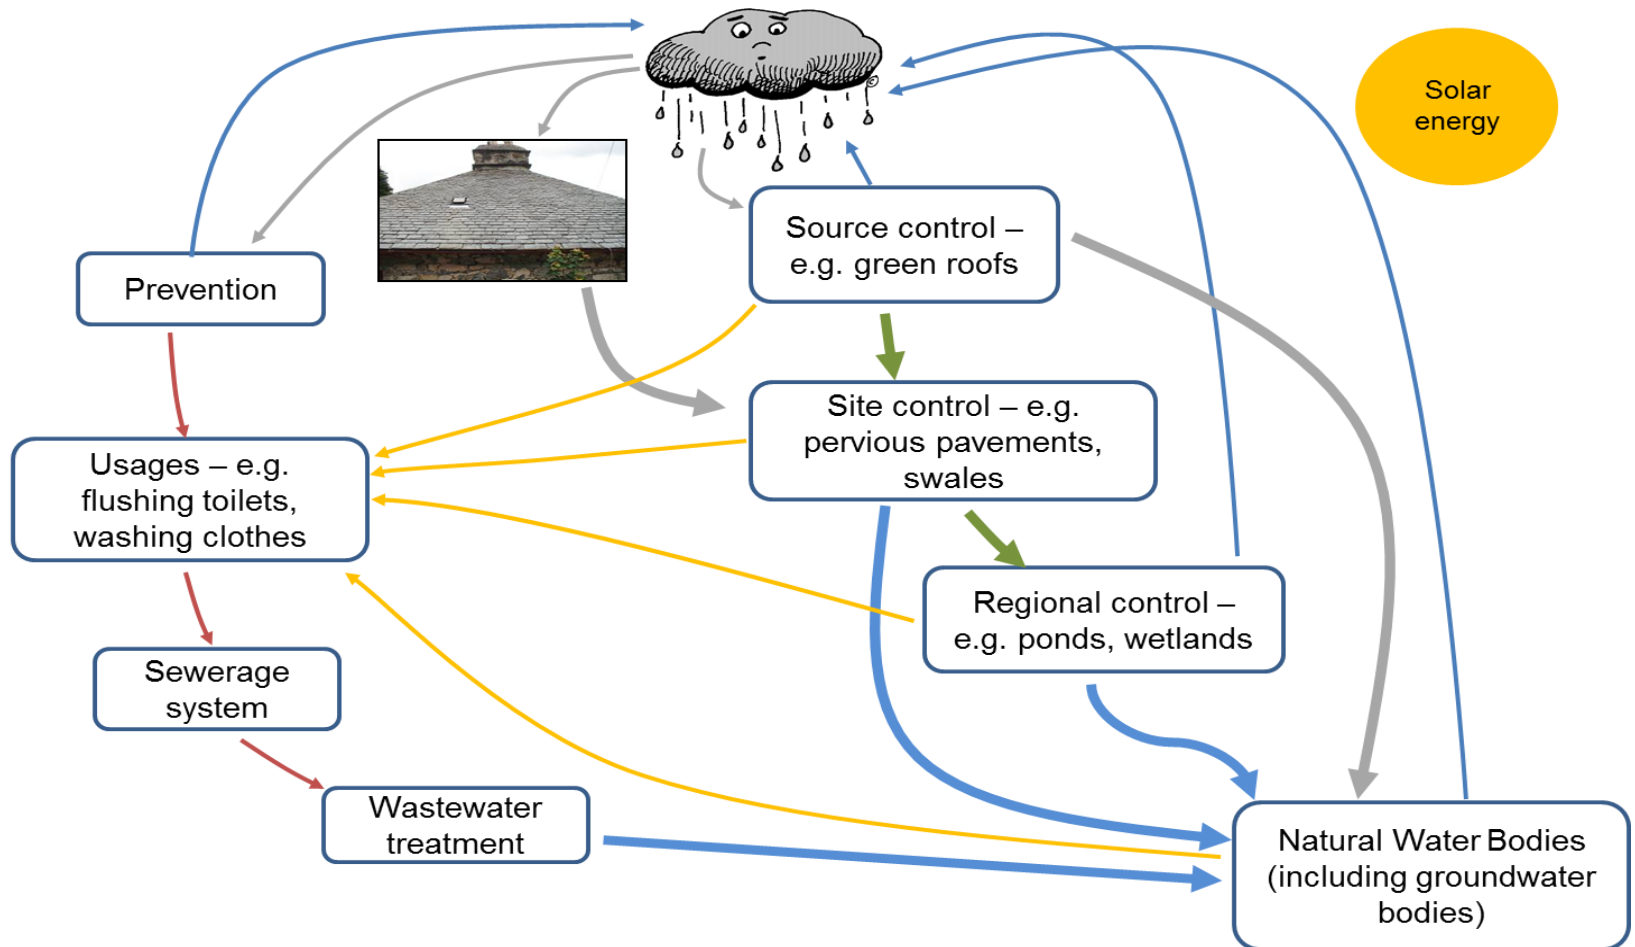 Solar
energy
Source control –
e.g. green roofs
Prevention
Site control – e.g.
pervious pavements,
swales
Usages – e.g.
flushing toilets,
washing clothes
Regional control –
e.g. ponds, wetlands
Sewerage
system
Wastewater
treatment
Natural Water Bodies
(including groundwater
bodies)